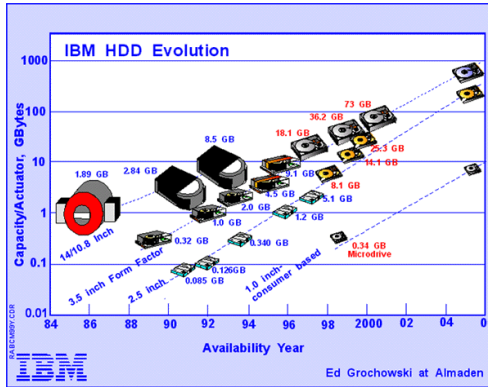 IBM HDD Evolution
Capacity/Actuator, GBytes
1000
100
10
1
0.1
0.01
73 GB
36.2 GB
18.1 GB
8.5 GB
25.3 GB
14.1 GB
9.1 GB
2.84 GB
1.89 GB
8.1 GB
4.5 GB
5.1 GB
2.0 GB
1.2 GB
1.0 GB
14/10.8 Inch
0.32 GB
0.340 GB
0.34 GB
Microdrive
3.5 inch Form Factor
0.126GB
0.085 GB
2.5 inch
1.0 inch-
consumer based
84 86 88 90 92 94 96 98 2000 02 04 0
Availability Year
RABCM99Y.CDR
IBM
Ed Grochowski at Almaden